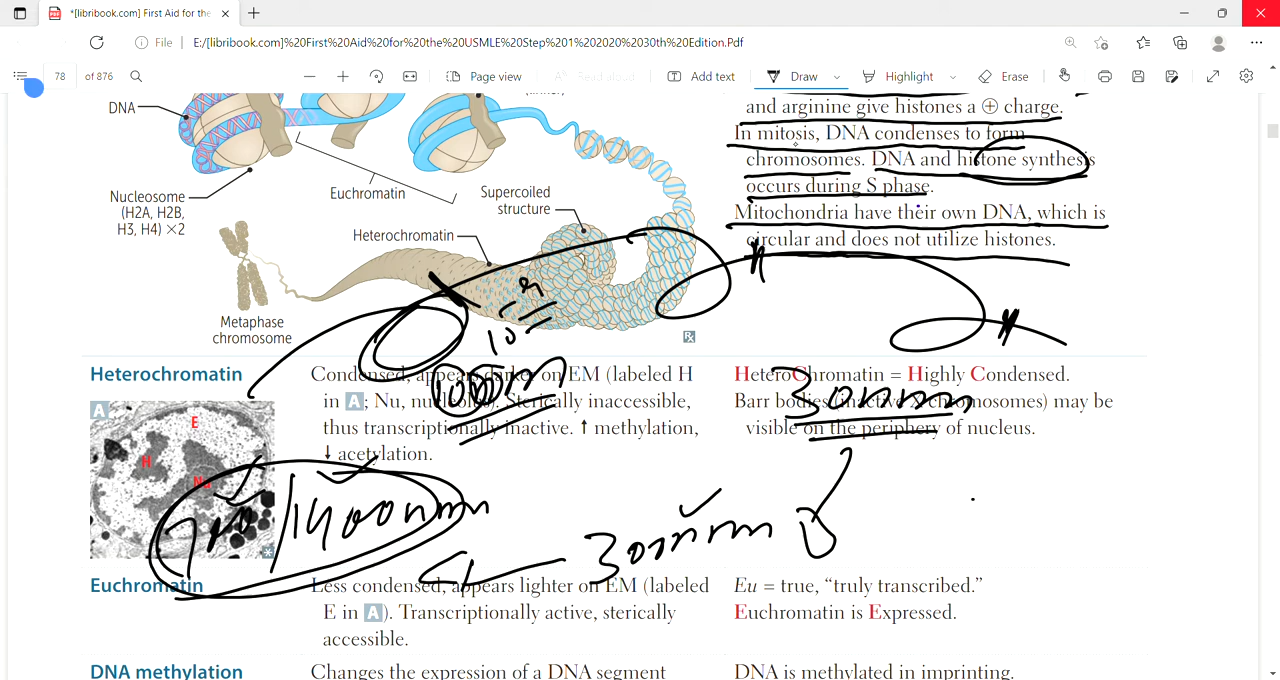 *[libribook.com] First Aid for the
File
E:/[libribook.com]%20First%20Aid%20for%20the%20USMLE%20Step%201%202020%2030th%20Edition.Pdf
78 of 876
Page view
Read aloud
Add text
Draw
Highlight
Erase
DNA
Nucleosome
(H2A, H2B,
H3, H4) ×2
Euchromatin
Supercoiled
structure
Heterochromatin
Metaphase
chromosome
and arginine give histones a ⊕ charge.
In mitosis, DNA condenses to form
chromosomes. DNA and histone synthesis
occurs during S phase.
Mitochondria have their own DNA, which is
circular and does not utilize histones.
Heterochromatin
Condensed, appears darker on EM (labeled H
in A; Nu, nucleolus). Sterically inaccessible,
thus transcriptionally inactive. ↑ methylation,
↓ acetylation.
HeteroChromatin = Highly Condensed.
Barr bodies (inactive X chromosomes) may be
visible on the periphery of nucleus.
A
E
H
Nu
30nm
300nm
1400nm
Euchromatin
Less condensed, appears lighter on EM (labeled
E in A). Transcriptionally active, sterically
accessible.
Eu = true, “truly transcribed.”
Euchromatin is Expressed.
DNA methylation
Changes the expression of a DNA segment
DNA is methylated in imprinting.